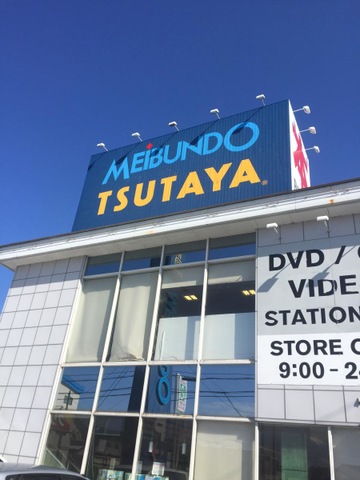 MEIBUNDO
TSUTAYA®
DVD /
VIDE
STATION
STORE O
9:00-2